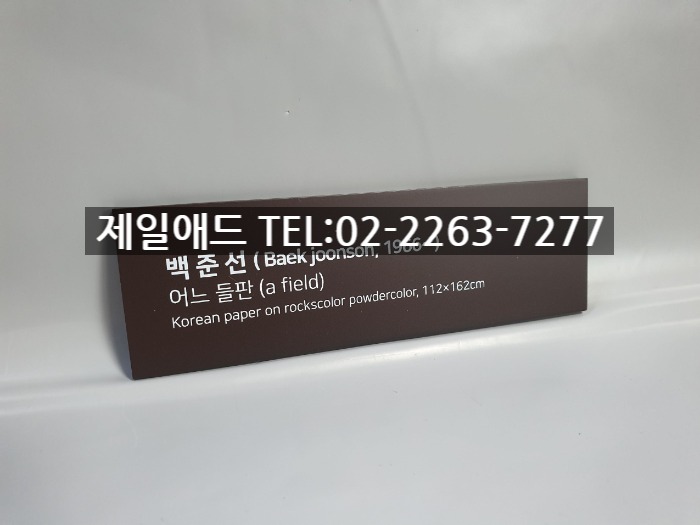 제일애드 TEL:02-2263-7277
백 준 선 ( Baek joonson, 1966~ )
어느 들판 (a field)
Korean paper on rockscolor powdercolor, 112×162cm